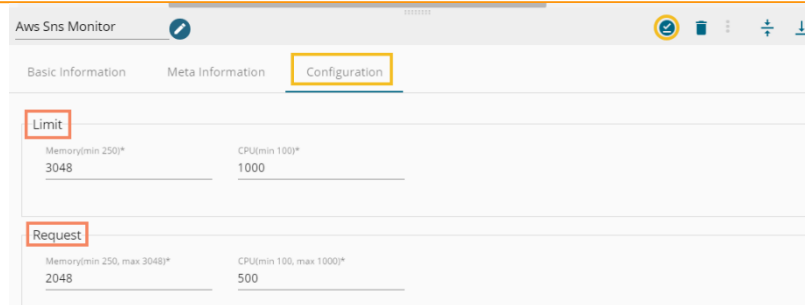 Aws Sns Monitor
Basic Information Meta Information Configuration
Limit
Memory(min 250)* CPU(min 100)*
3048 1000
Request
Memory(min 250, max 3048)* CPU(min 100, max 1000)*
2048 500